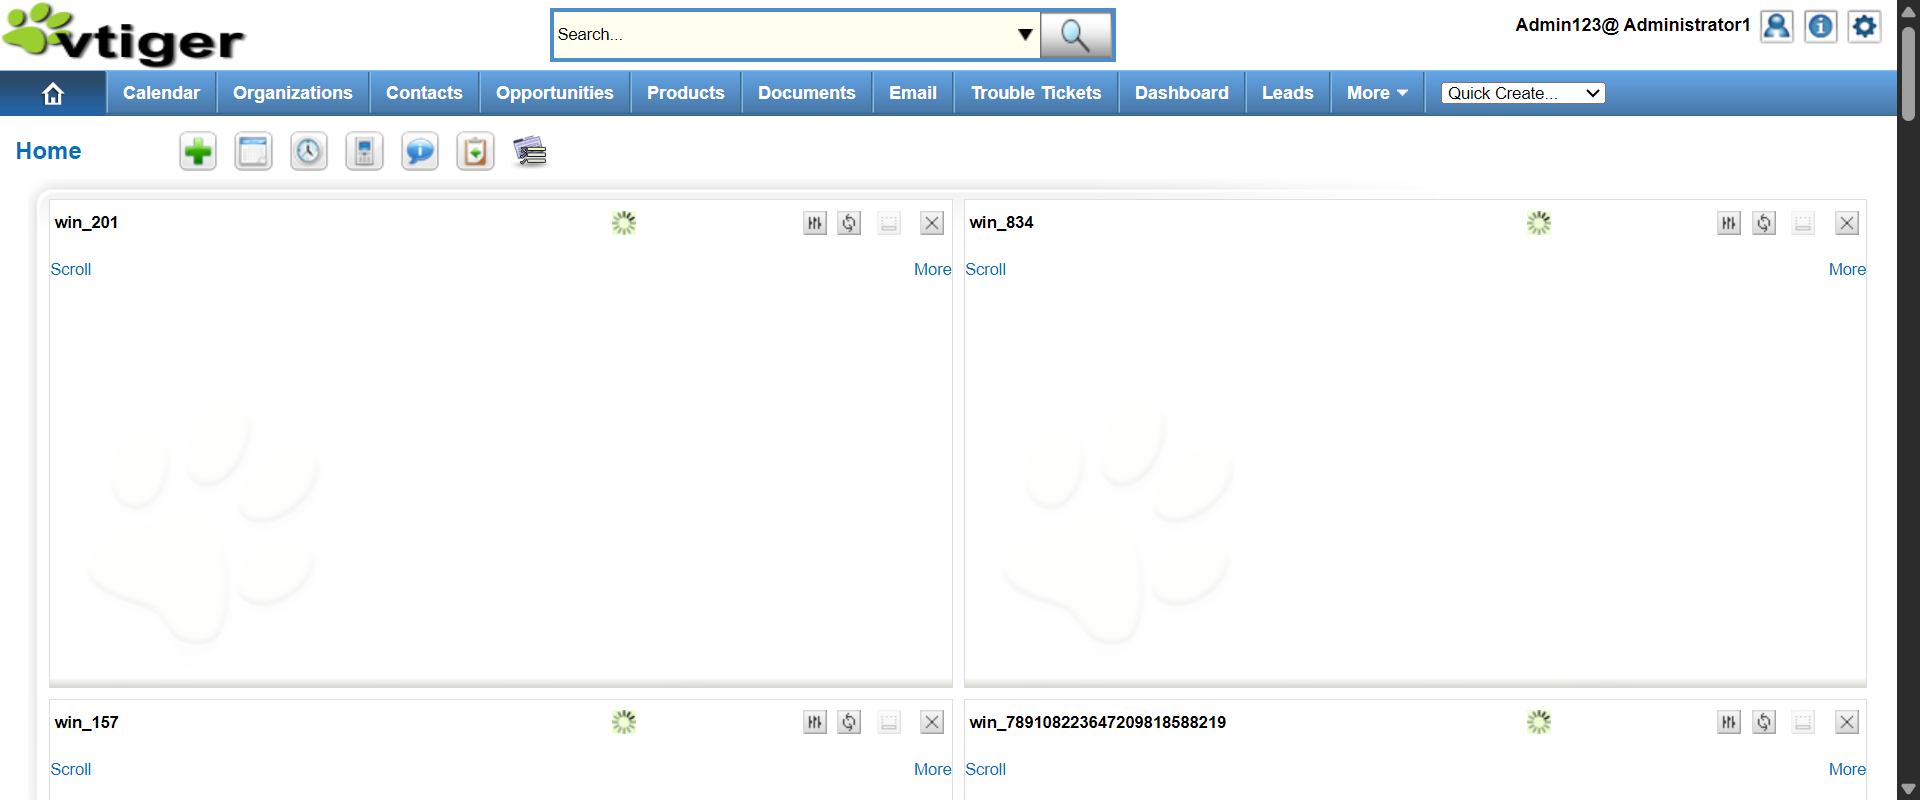 vtiger
Search...
Admin123@ Administrator1
Calendar Organizations Contacts Opportunities Products Documents Email Trouble Tickets Dashboard Leads More Quick Create...
Home
win_201
Scroll More
win_834
Scroll More
win_157
Scroll More
win_789108223647209818588219
Scroll More